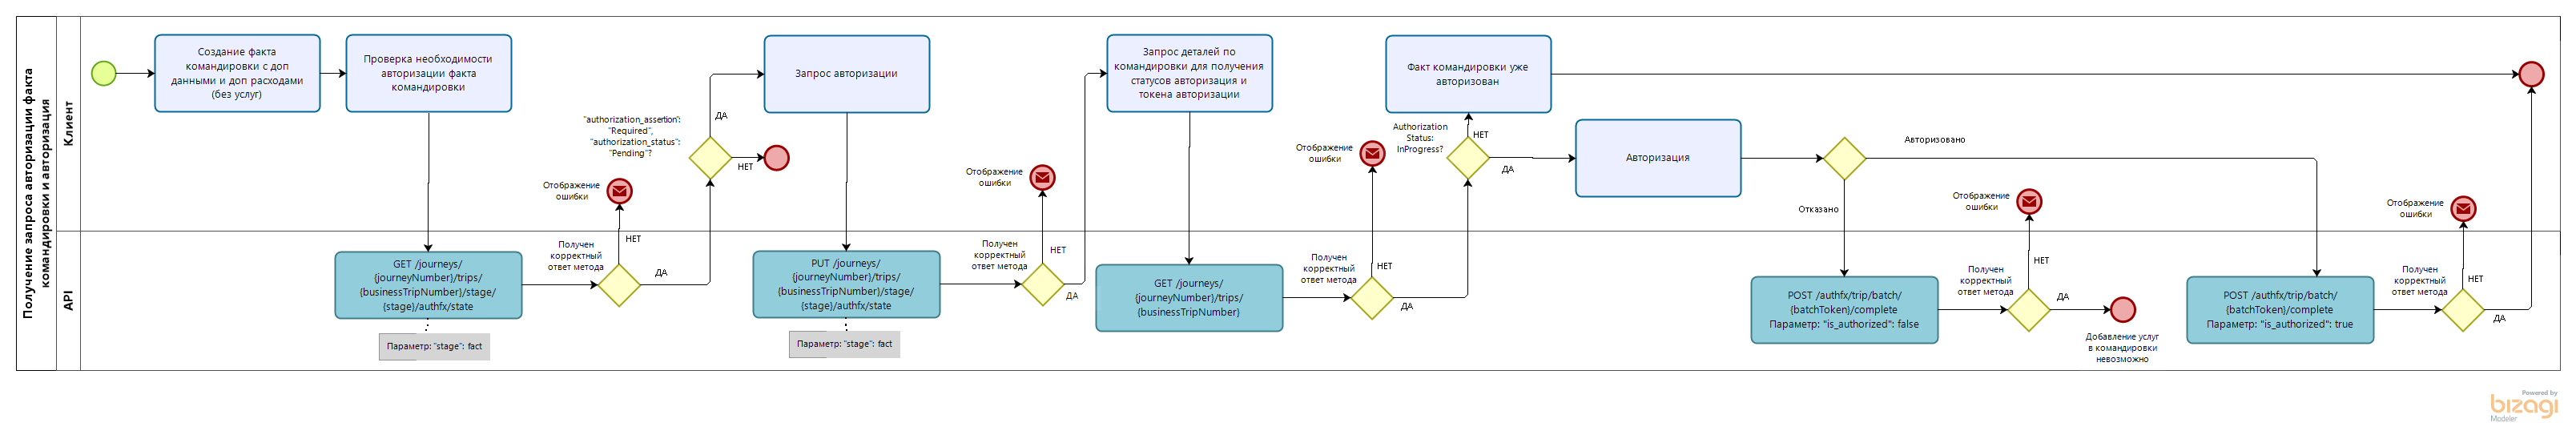 Получение запроса авторизации факта
командировки и авторизация
Клиент
API
Создание факта
командировки с доп
данными и доп расходами
(без услуг)
Проверка необходимости
авторизации факта
командировки
GET /journeys/
{journeyNumber}/trips/
{businessTripNumber}/stage/
{stage}/authfx/state
Параметр: "stage": fact
Получен
корректный
ответ метода
НЕТ
Отображение
ошибки
ДА
"authorization_assertion":
"Required",
"authorization_status":
"Pending"?
ДА
НЕТ
Запрос авторизации
PUT /journeys/
{journeyNumber}/trips/
{businessTripNumber}/stage/
{stage}/authfx/state
Параметр: "stage": fact
Получен
корректный
ответ метода
НЕТ
Отображение
ошибки
ДА
Запрос деталей по
командировки для получения
статусов авторизация и
токена авторизации
GET /journeys/
{journeyNumber}/trips/
{businessTripNumber}
Получен
корректный
ответ метода
НЕТ
Отображение
ошибки
ДА
Authorization
Status:
InProgress?
НЕТ
ДА
Факт командировки уже
авторизован
Авторизация
Авторизовано
Отказано
POST /authfx/trip/batch/
{batchToken}/complete
Параметр: "is_authorized": false
Получен
корректный
ответ метода
НЕТ
Отображение
ошибки
ДА
Добавление услуг
в командировки
невозможно
POST /authfx/trip/batch/
{batchToken}/complete
Параметр: "is_authorized": true
Получен
корректный
ответ метода
НЕТ
Отображение
ошибки
ДА
Powered by
bizagi
Modeler